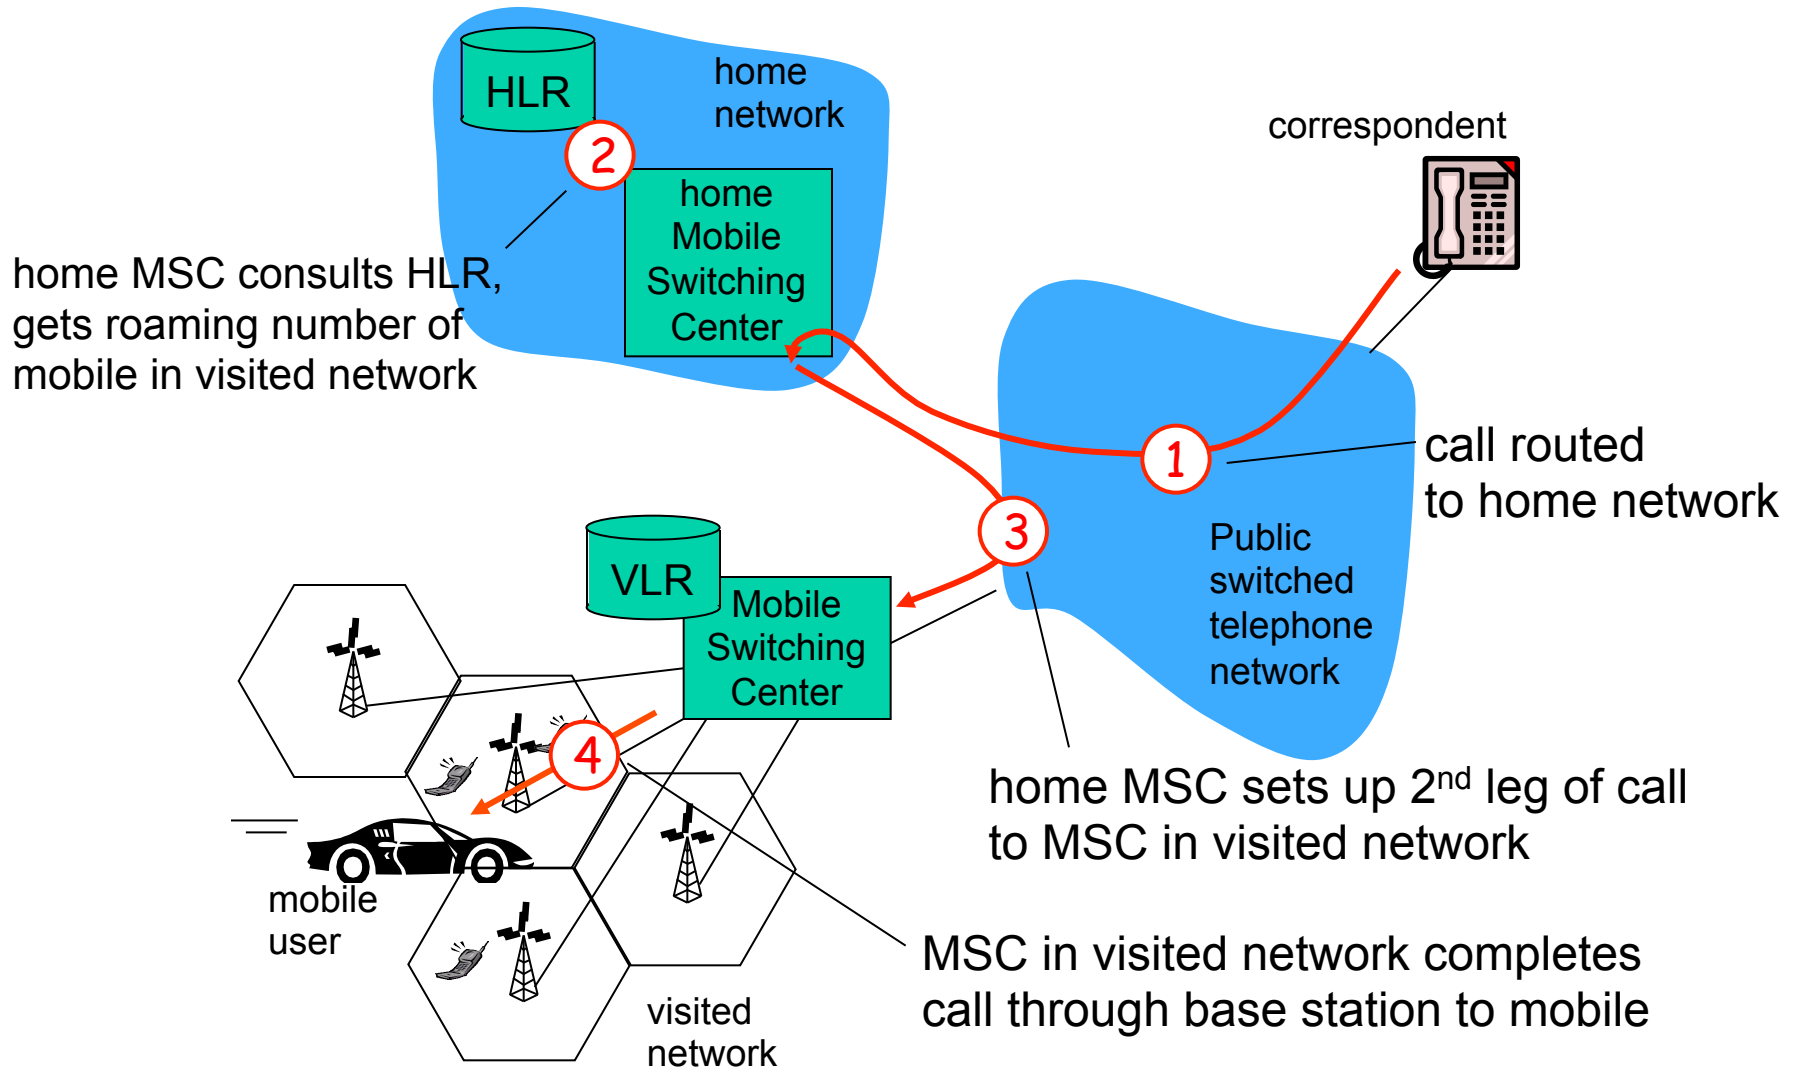 HLR
home
network
correspondent
2
home
Mobile
Switching
Center
home MSC consults HLR,
gets roaming number of
mobile in visited network
1
call routed
to home network
3
Public
switched
telephone
network
VLR
Mobile
Switching
Center
4
home MSC sets up 2nd leg of call
to MSC in visited network
mobile
user
MSC in visited network completes
call through base station to mobile
visited
network